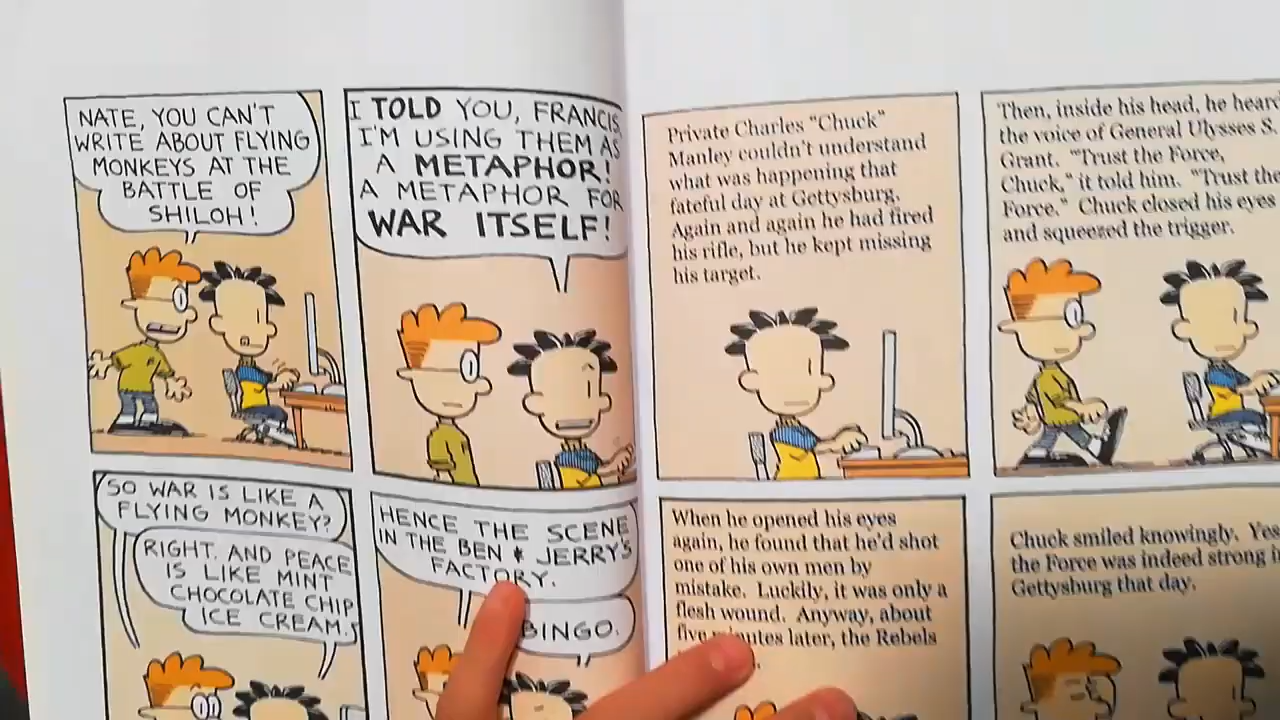 NATE, YOU CAN'T
WRITE ABOUT FLYING
MONKEYS AT THE
BATTLE OF
SHILOH!
I TOLD YOU, FRANCIS,
I'M USING THEM AS
A METAPHOR!
A METAPHOR FOR
WAR ITSELF!
SO WAR IS LIKE A
FLYING MONKEY?
RIGHT. AND PEACE
IS LIKE MINT
CHOCOLATE CHIP
ICE CREAM.
HENCE THE SCENE
IN THE BEN & JERRY'S
FACTORY.
BINGO.
Private Charles "Chuck"
Manley couldn't understand
what was happening that
fateful day at Gettysburg.
Again and again he had fired
his rifle, but he kept missing
his target.
Then, inside his head, he heard
the voice of General Ulysses S.
Grant. "Trust the Force,
Chuck," it told him. "Trust the
Force." Chuck closed his eyes
and squeezed the trigger.
When he opened his eyes
again, he found that he'd shot
one of his own men by
mistake. Luckily, it was only a
flesh wound. Anyway, about
five minutes later, the Rebels
Chuck smiled knowingly. Yes,
the Force was indeed strong
Gettysburg that day.